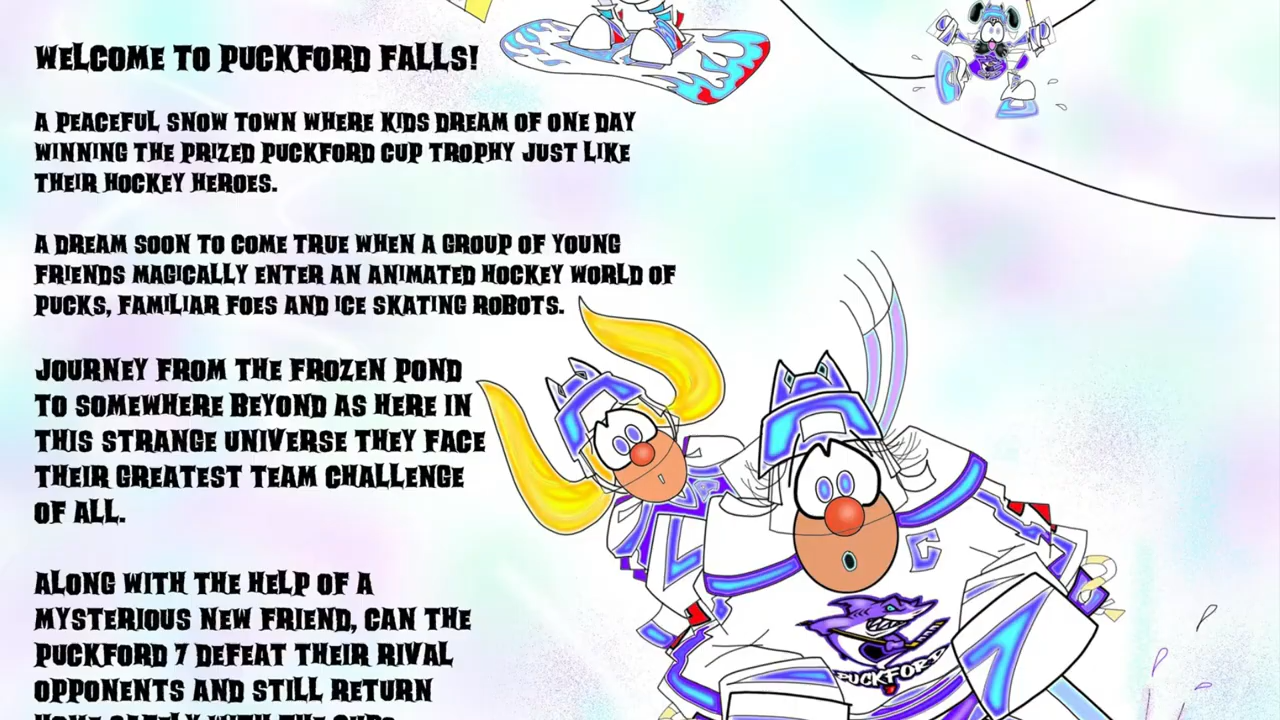 WELCOME TO PUCKFORD FALLS!
A PEACEFUL SNOW TOWN WHERE KIDS DREAM OF ONE DAY
WINNING THE PRIZED PUCKFORD CUP TROPHY JUST LIKE
THEIR HOCKEY HEROES.
A DREAM SOON TO COME TRUE WHEN A GROUP OF YOUNG
FRIENDS MAGICALLY ENTER AN ANIMATED HOCKEY WORLD OF
PUCKS, FAMILIAR FOES AND ICE SKATING ROBOTS.
JOURNEY FROM THE FROZEN POND
TO SOMEWHERE BEYOND AS HERE IN
THIS STRANGE UNIVERSE THEY FACE
THEIR GREATEST TEAM CHALLENGE
OF ALL.
ALONG WITH THE HELP OF A
MYSTERIOUS NEW FRIEND, CAN THE
PUCKFORD 7 DEFEAT THEIR RIVAL
OPPONENTS AND STILL RETURN
HOME SAFELY WITH THE
C
PUCKFORD